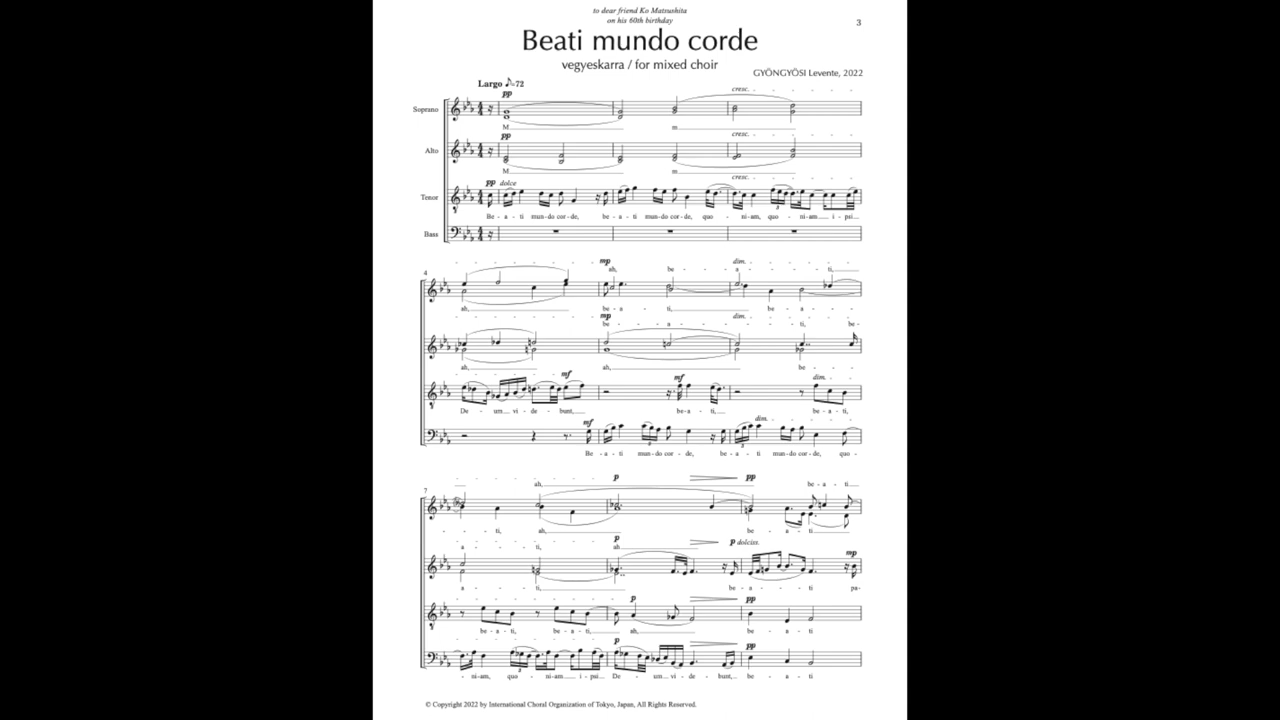 to dear friend Ko Matsushita
on his 60th birthday
3
Beati mundo corde
vegyeskarra / for mixed choir
GYÖNGYÖSI Levente, 2022
Largo ♪=72
pp
cresc.
Soprano
M m
pp
cresc.
Alto
M m
pp dolce
cresc.
Tenor
Be - a - ti mun - do cor - de, be - a - ti mun - do cor - de, quo - ni - am, quo - ni - am i - psi
Bass
4
mp
dim.
ah, be - a - ti,
ah, be - a - ti, be - a -
mp
dim.
be - a - ti, be -
ah, ah, be -
mf
mf
dim.
De - um vi - de - bunt, be - a - ti, be - a - ti,
mf
dim.
Be - a - ti mun - do cor - de, be - a - ti mun - do cor - de, quo -
7
p
pp
ah, be - a - ti
ti, ah, be - a - ti
p
p dolciss.
a - ti, ah
mp
a - ti, be - a - ti pa-
p
pp
be - a - ti, be - a - ti, ah, be - a - ti
p
pp
ni - am, quo - ni - am i - psi De - um vi - de - bunt, be - a - ti
© Copyright 2022 by International Choral Organization of Tokyo, Japan, All Rights Reserved.